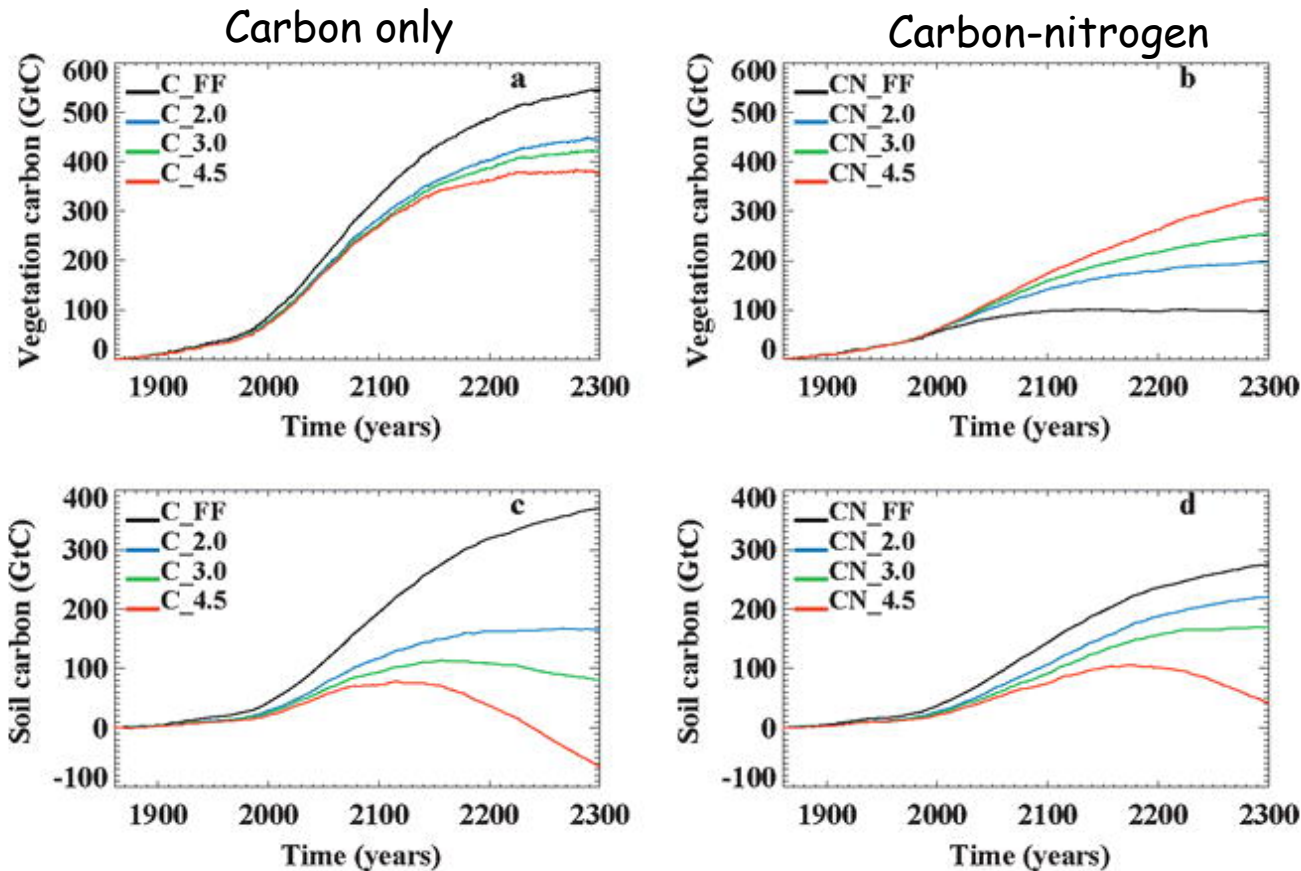 Carbon only
Carbon-nitrogen
a
C_FF
C_2.0
C_3.0
C_4.5
Vegetation carbon (GtC)
600
500
400
300
200
100
0
1900 2000 2100 2200 2300
Time (years)
b
CN_FF
CN_2.0
CN_3.0
CN_4.5
Vegetation carbon (GtC)
600
500
400
300
200
100
0
1900 2000 2100 2200 2300
Time (years)
c
C_FF
C_2.0
C_3.0
C_4.5
Soil carbon (GtC)
400
300
200
100
0
-100
1900 2000 2100 2200 2300
Time (years)
d
CN_FF
CN_2.0
CN_3.0
CN_4.5
Soil carbon (GtC)
400
300
200
100
0
-100
1900 2000 2100 2200 2300
Time (years)